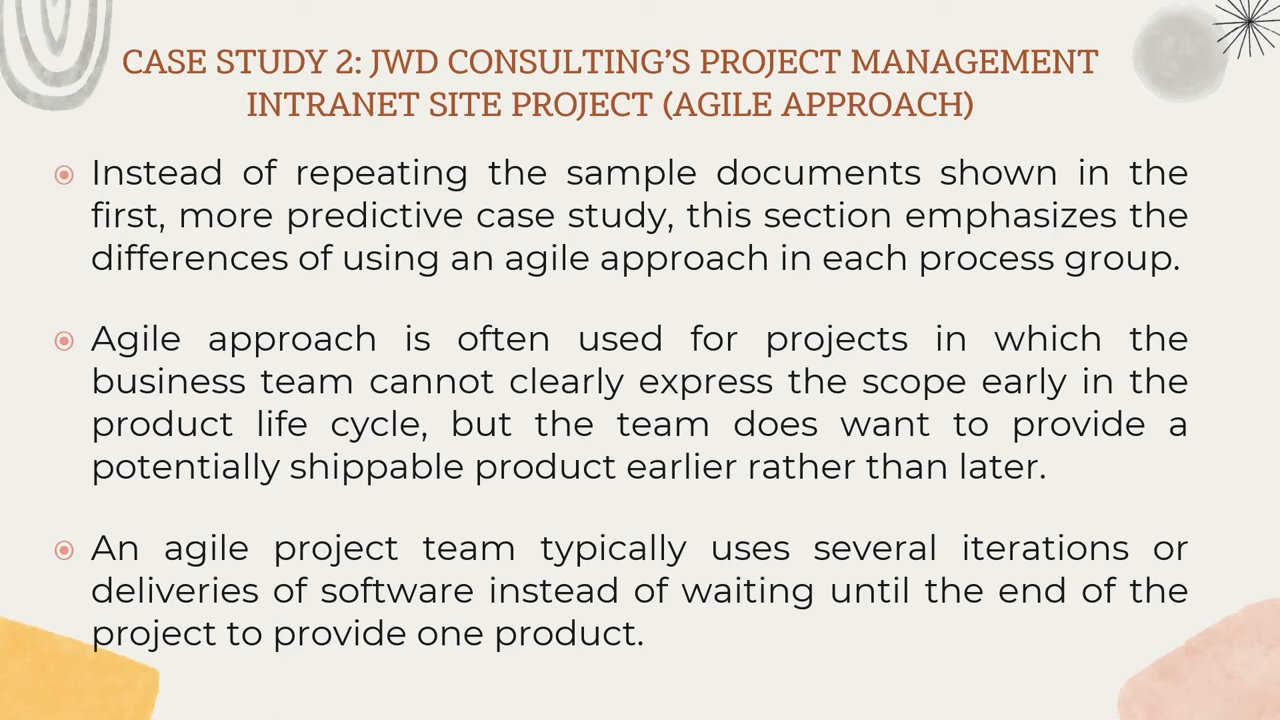 CASE STUDY 2: JWD CONSULTING’S PROJECT MANAGEMENT
INTRANET SITE PROJECT (AGILE APPROACH)
Instead of repeating the sample documents shown in the
first, more predictive case study, this section emphasizes the
differences of using an agile approach in each process group.
Agile approach is often used for projects in which the
business team cannot clearly express the scope early in the
product life cycle, but the team does want to provide a
potentially shippable product earlier rather than later.
An agile project team typically uses several iterations or
deliveries of software instead of waiting until the end of the
project to provide one product.